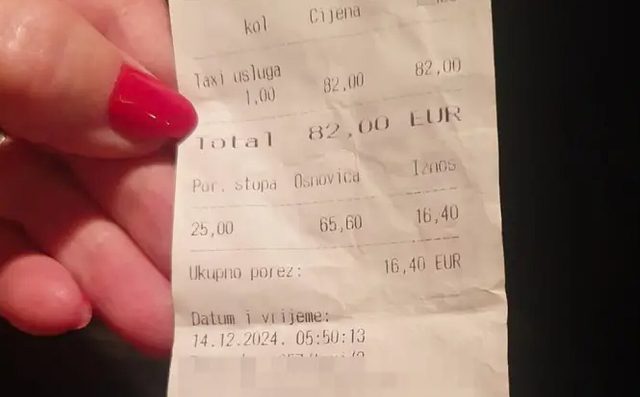 kol Cijena
Taxi usluga
1,00 82,00 82,00
Total 82,00 EUR
Por. stopa Osnovica Iznos
25,00 65,60 16,40
Ukupno porez: 16,40 EUR
Datum i vrijeme:
14.12.2024. 05:50:13